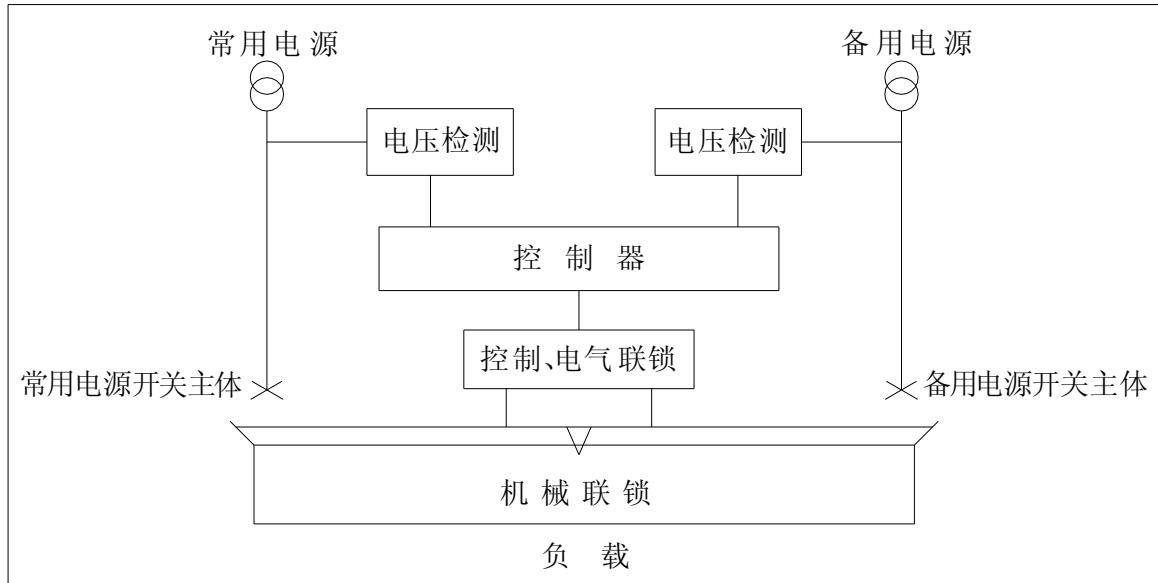 常用电源
备用电源
电压检测
电压检测
控制器
控制、电气联锁
常用电源开关主体
备用电源开关主体
机械联锁
负载